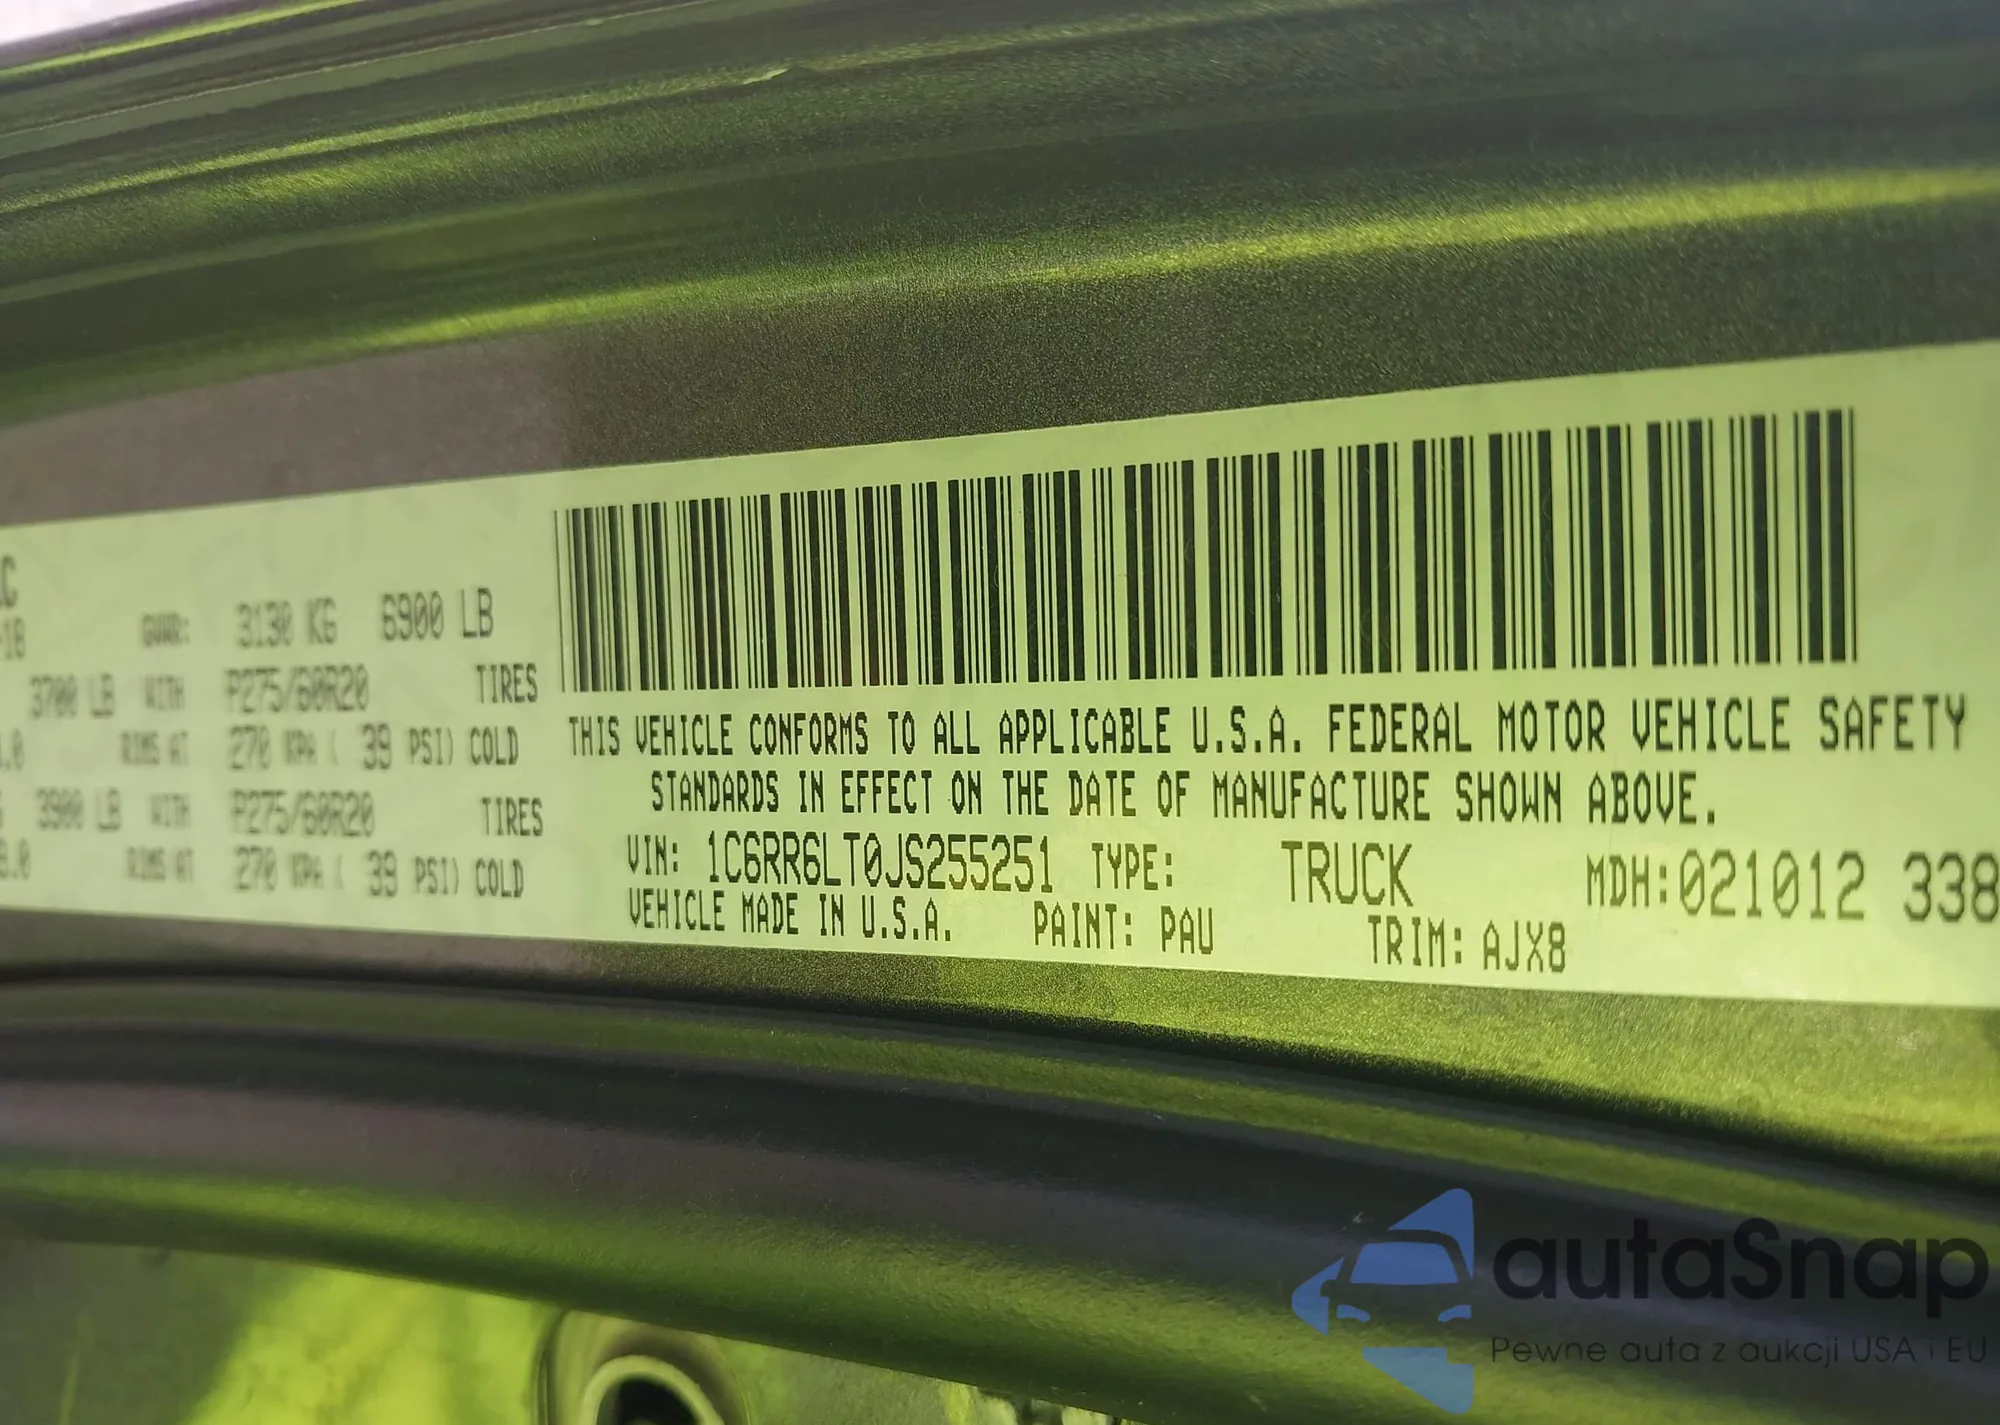 GVWR: 3130 KG 6900 LB
-18
3700 LB WITH P275/60R20 TIRES
RIMS AT 270 KPA ( 39 PSI) COLD
3900 LB WITH P275/60R20 TIRES
RIMS AT 270 KPA ( 39 PSI) COLD
THIS VEHICLE CONFORMS TO ALL APPLICABLE U.S.A. FEDERAL MOTOR VEHICLE SAFETY
STANDARDS IN EFFECT ON THE DATE OF MANUFACTURE SHOWN ABOVE.
VIN: 1C6RR6LT0JS255251 TYPE: TRUCK MDH:021012 338
VEHICLE MADE IN U.S.A. PAINT: PAU TRIM: AJX8
autaSnap
Pewne auta z aukcji USA i EU